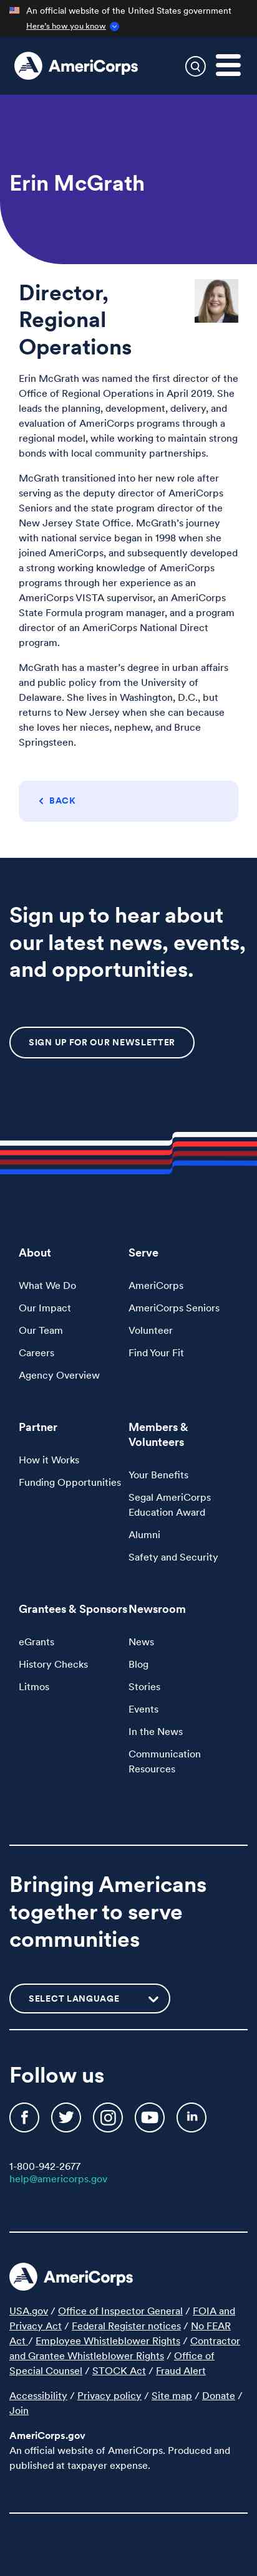 An official website of the United States government
Here's how you know
AmeriCorps
Erin McGrath
Director,
Regional
Operations
Erin McGrath was named the first director of the
Office of Regional Operations in April 2019. She
leads the planning, development, delivery, and
evaluation of AmeriCorps programs through a
regional model, while working to maintain strong
bonds with local community partnerships.
McGrath transitioned into her new role after
serving as the deputy director of AmeriCorps
Seniors and the state program director of the
New Jersey State Office. McGrath's journey
with national service began in 1998 when she
joined AmeriCorps, and subsequently developed
a strong working knowledge of AmeriCorps
programs through her experience as an
AmeriCorps VISTA supervisor, an AmeriCorps
State Formula program manager, and a program
director of an AmeriCorps National Direct
program.
McGrath has a master's degree in urban affairs
and public policy from the University of
Delaware. She lives in Washington, D.C., but
returns to New Jersey when she can because
she loves her nieces, nephew, and Bruce
Springsteen.
BACK
Sign up to hear about
our latest news, events,
and opportunities.
SIGN UP FOR OUR NEWSLETTER
About
What We Do
Our Impact
Our Team
Careers
Agency Overview
Serve
AmeriCorps
AmeriCorps Seniors
Volunteer
Find Your Fit
Partner
How it Works
Funding Opportunities
Members &
Volunteers
Your Benefits
Segal AmeriCorps
Education Award
Alumni
Safety and Security
Grantees & Sponsors
eGrants
History Checks
Litmos
Newsroom
News
Blog
Stories
Events
In the News
Communication
Resources
Bringing Americans
together to serve
communities
SELECT LANGUAGE
Follow us
1-800-942-2677
help@americorps.gov
AmeriCorps
USA.gov / Office of Inspector General / FOIA and
Privacy Act / Federal Register notices / No FEAR
Act / Employee Whistleblower Rights / Contractor
and Grantee Whistleblower Rights / Office of
Special Counsel / STOCK Act / Fraud Alert
Accessibility / Privacy policy / Site map / Donate /
Join
AmeriCorps.gov
An official website of AmeriCorps. Produced and
published at taxpayer expense.